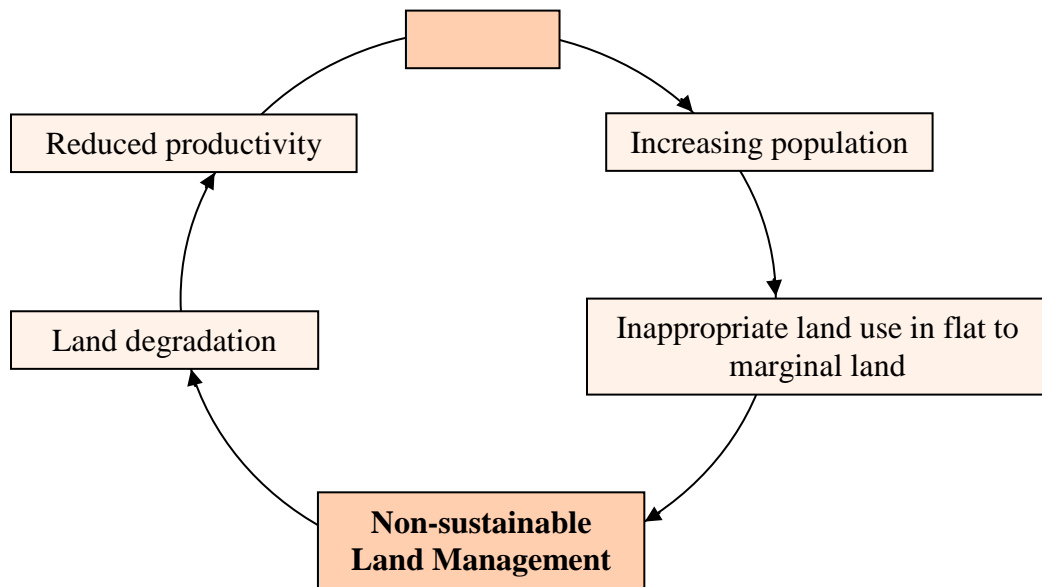 Reduced productivity
Increasing population
Land degradation
Inappropriate land use in flat to
marginal land
Non-sustainable
Land Management